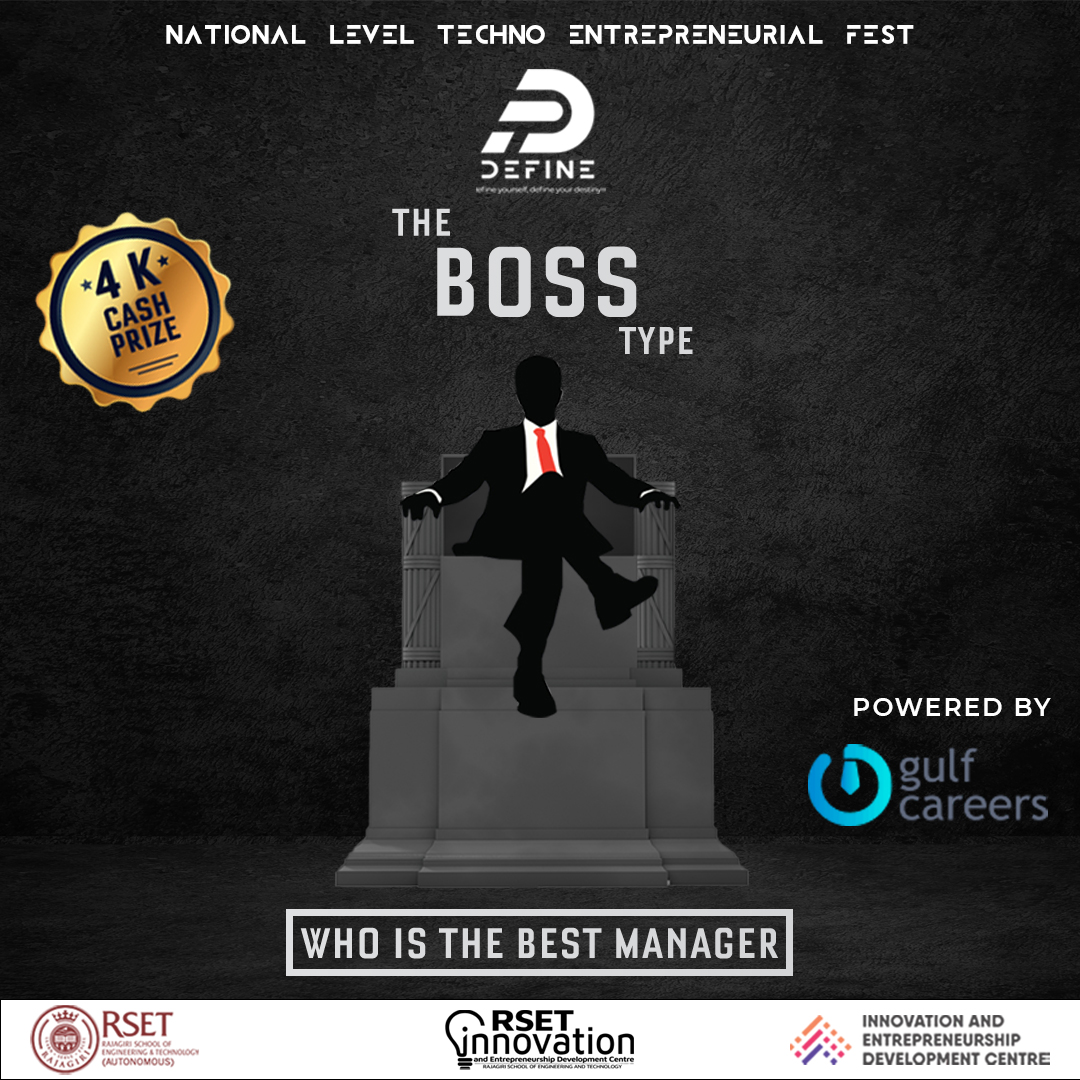 NATIONAL LEVEL TECHNO ENTREPRENEURIAL FEST
DEFINE
efine yourself, define your destiny
THE
BOSS
TYPE
4 K
CASH
PRIZE
POWERED BY
gulf
careers
WHO IS THE BEST MANAGER
RSET
RAJAGIRI SCHOOL OF
ENGINEERING & TECHNOLOGY
(AUTONOMOUS)
RAJAGIRI
RSET
innovation
and Entrepreneurship Development Centre
RAJAGIRI SCHOOL OF ENGINEERING AND TECHNOLOGY
INNOVATION AND
ENTREPRENEURSHIP
DEVELOPMENT CENTRE